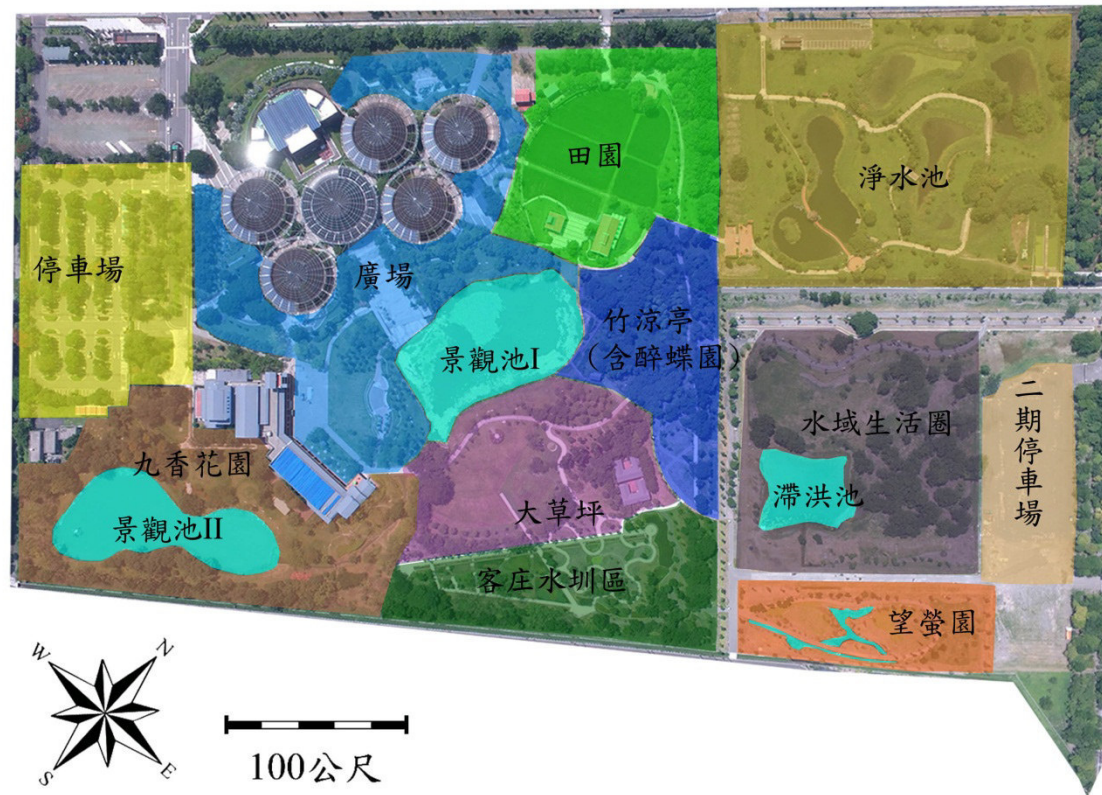 田園
淨水池
停車場
廣場
竹涼亭
（含醉蝶園）
景觀池I
二期停車場
水域生活圈
九香花園
滯洪池
大草坪
景觀池II
客庄水圳區
望螢園
W
N
S
E
100公尺